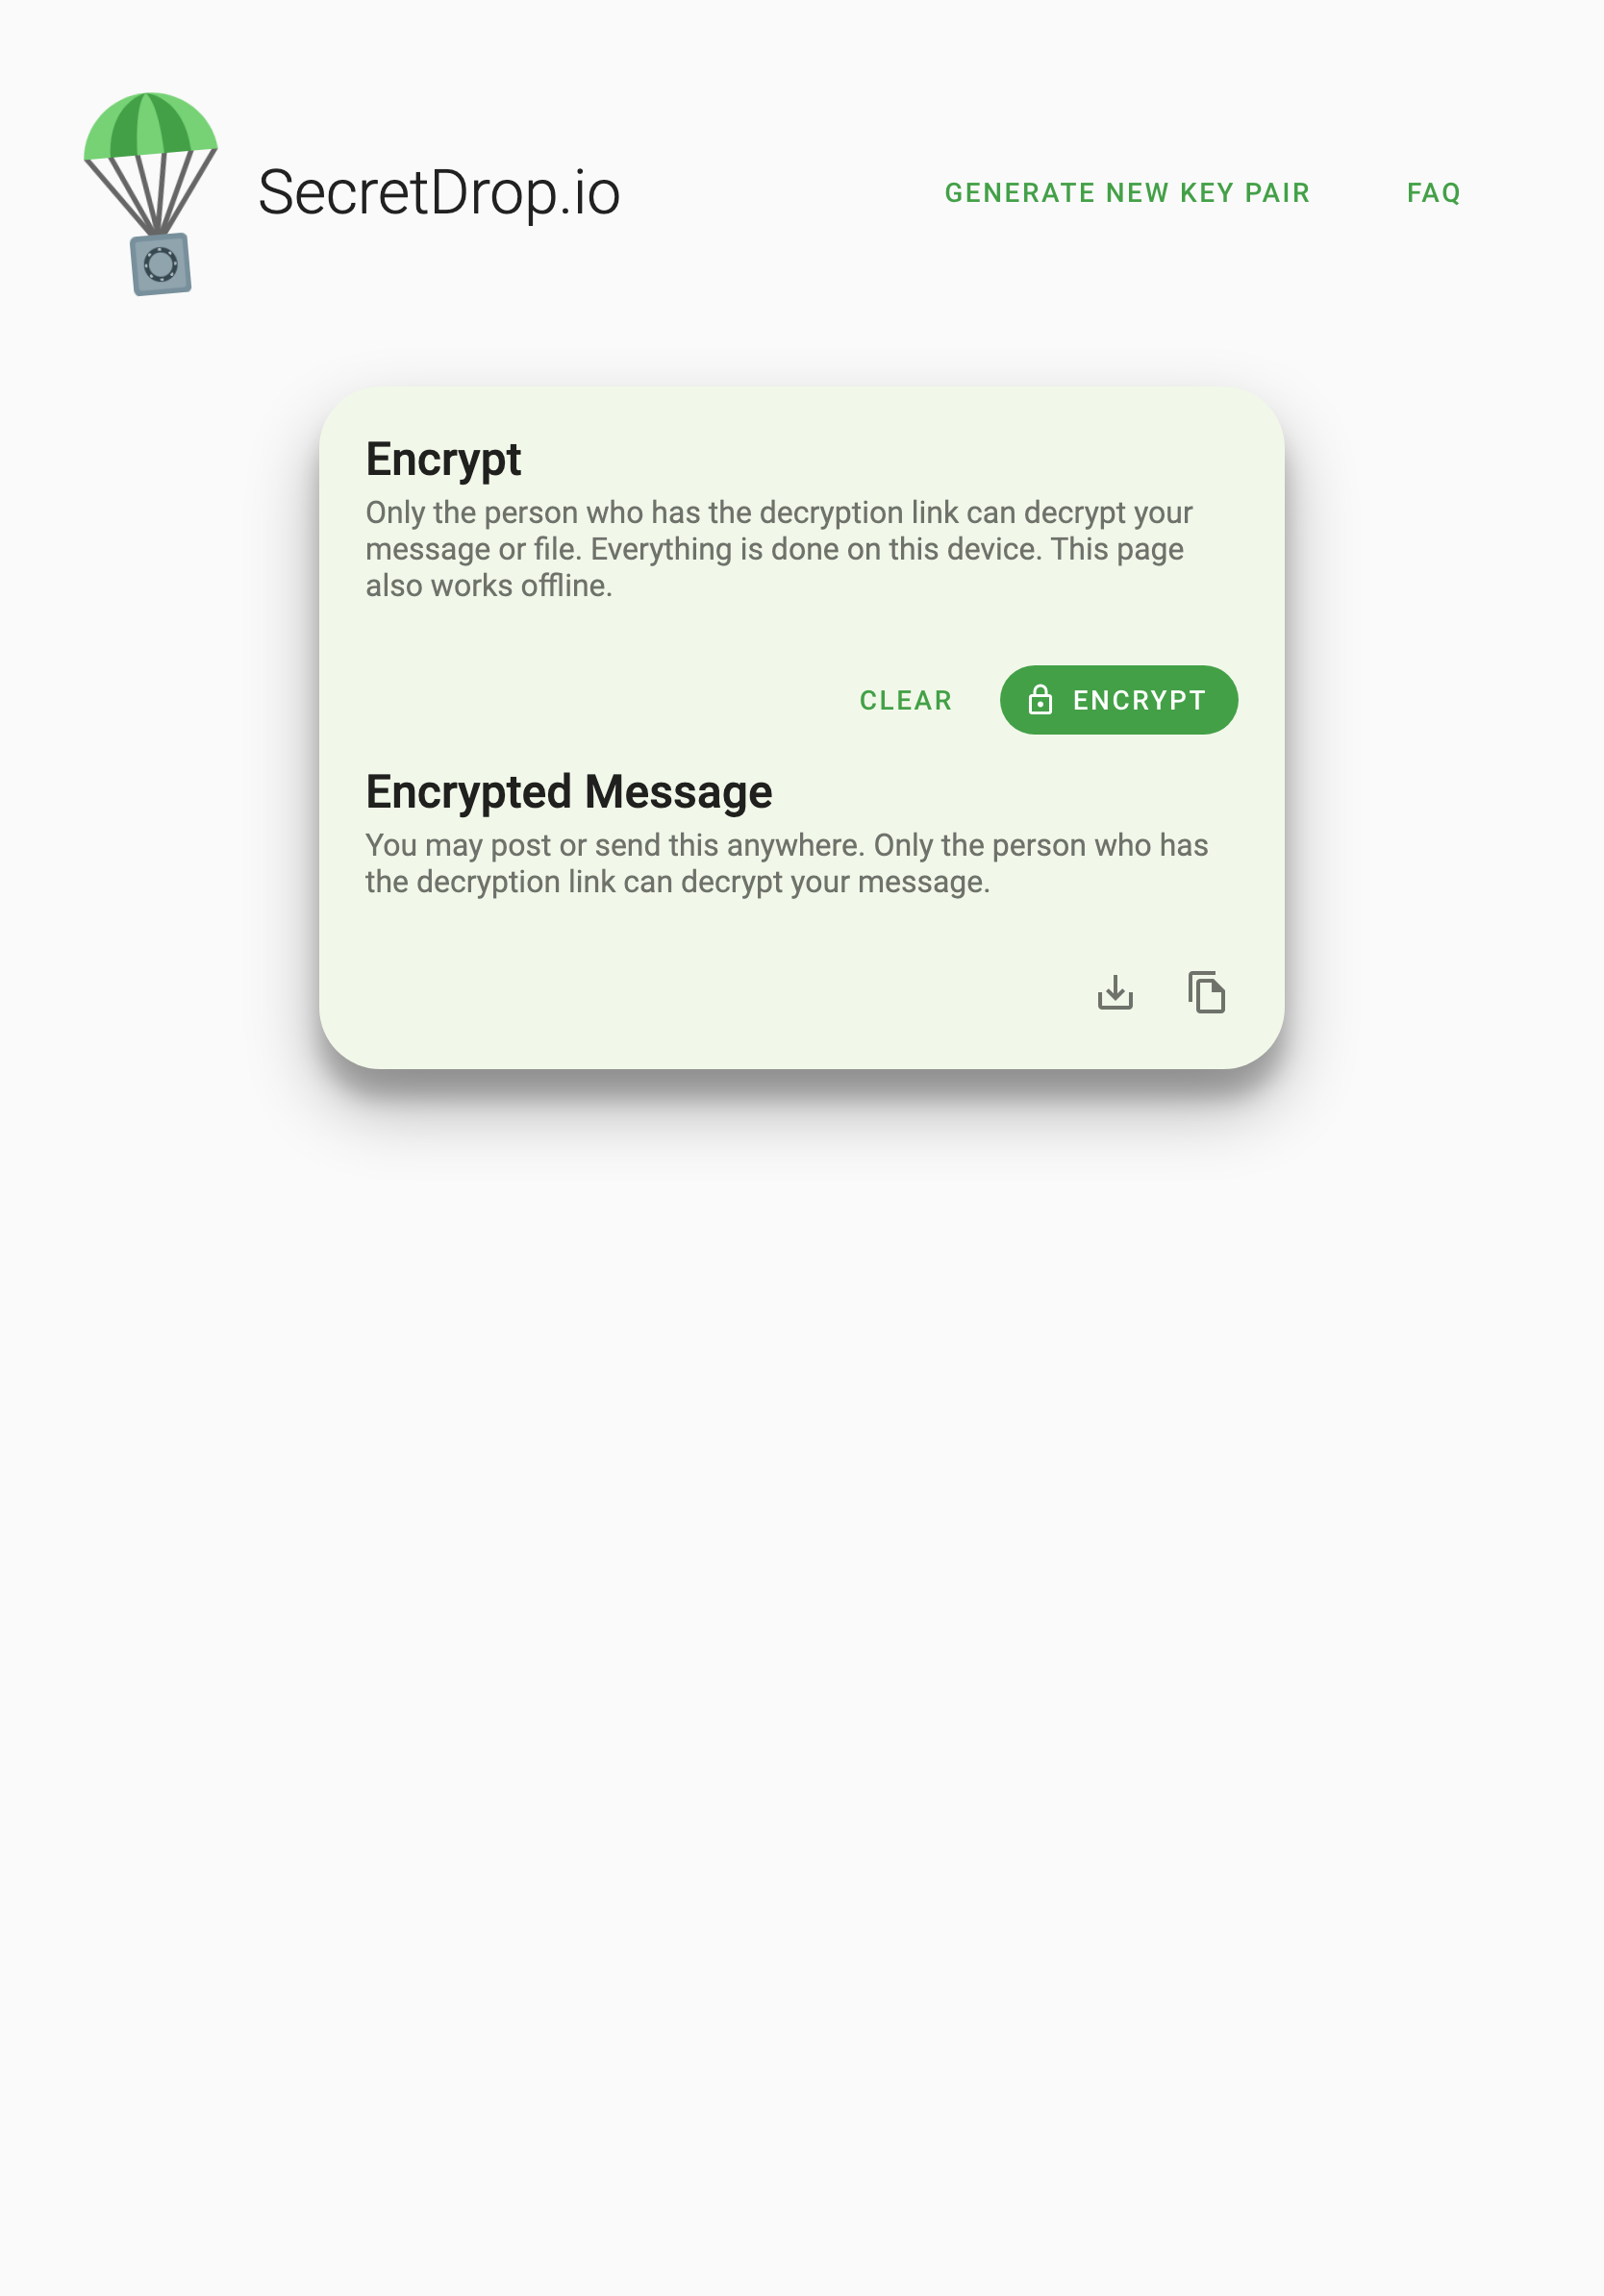 SecretDrop.io
GENERATE NEW KEY PAIR
FAQ
Encrypt
Only the person who has the decryption link can decrypt your
message or file. Everything is done on this device. This page
also works offline.
CLEAR
ENCRYPT
Encrypted Message
You may post or send this anywhere. Only the person who has
the decryption link can decrypt your message.